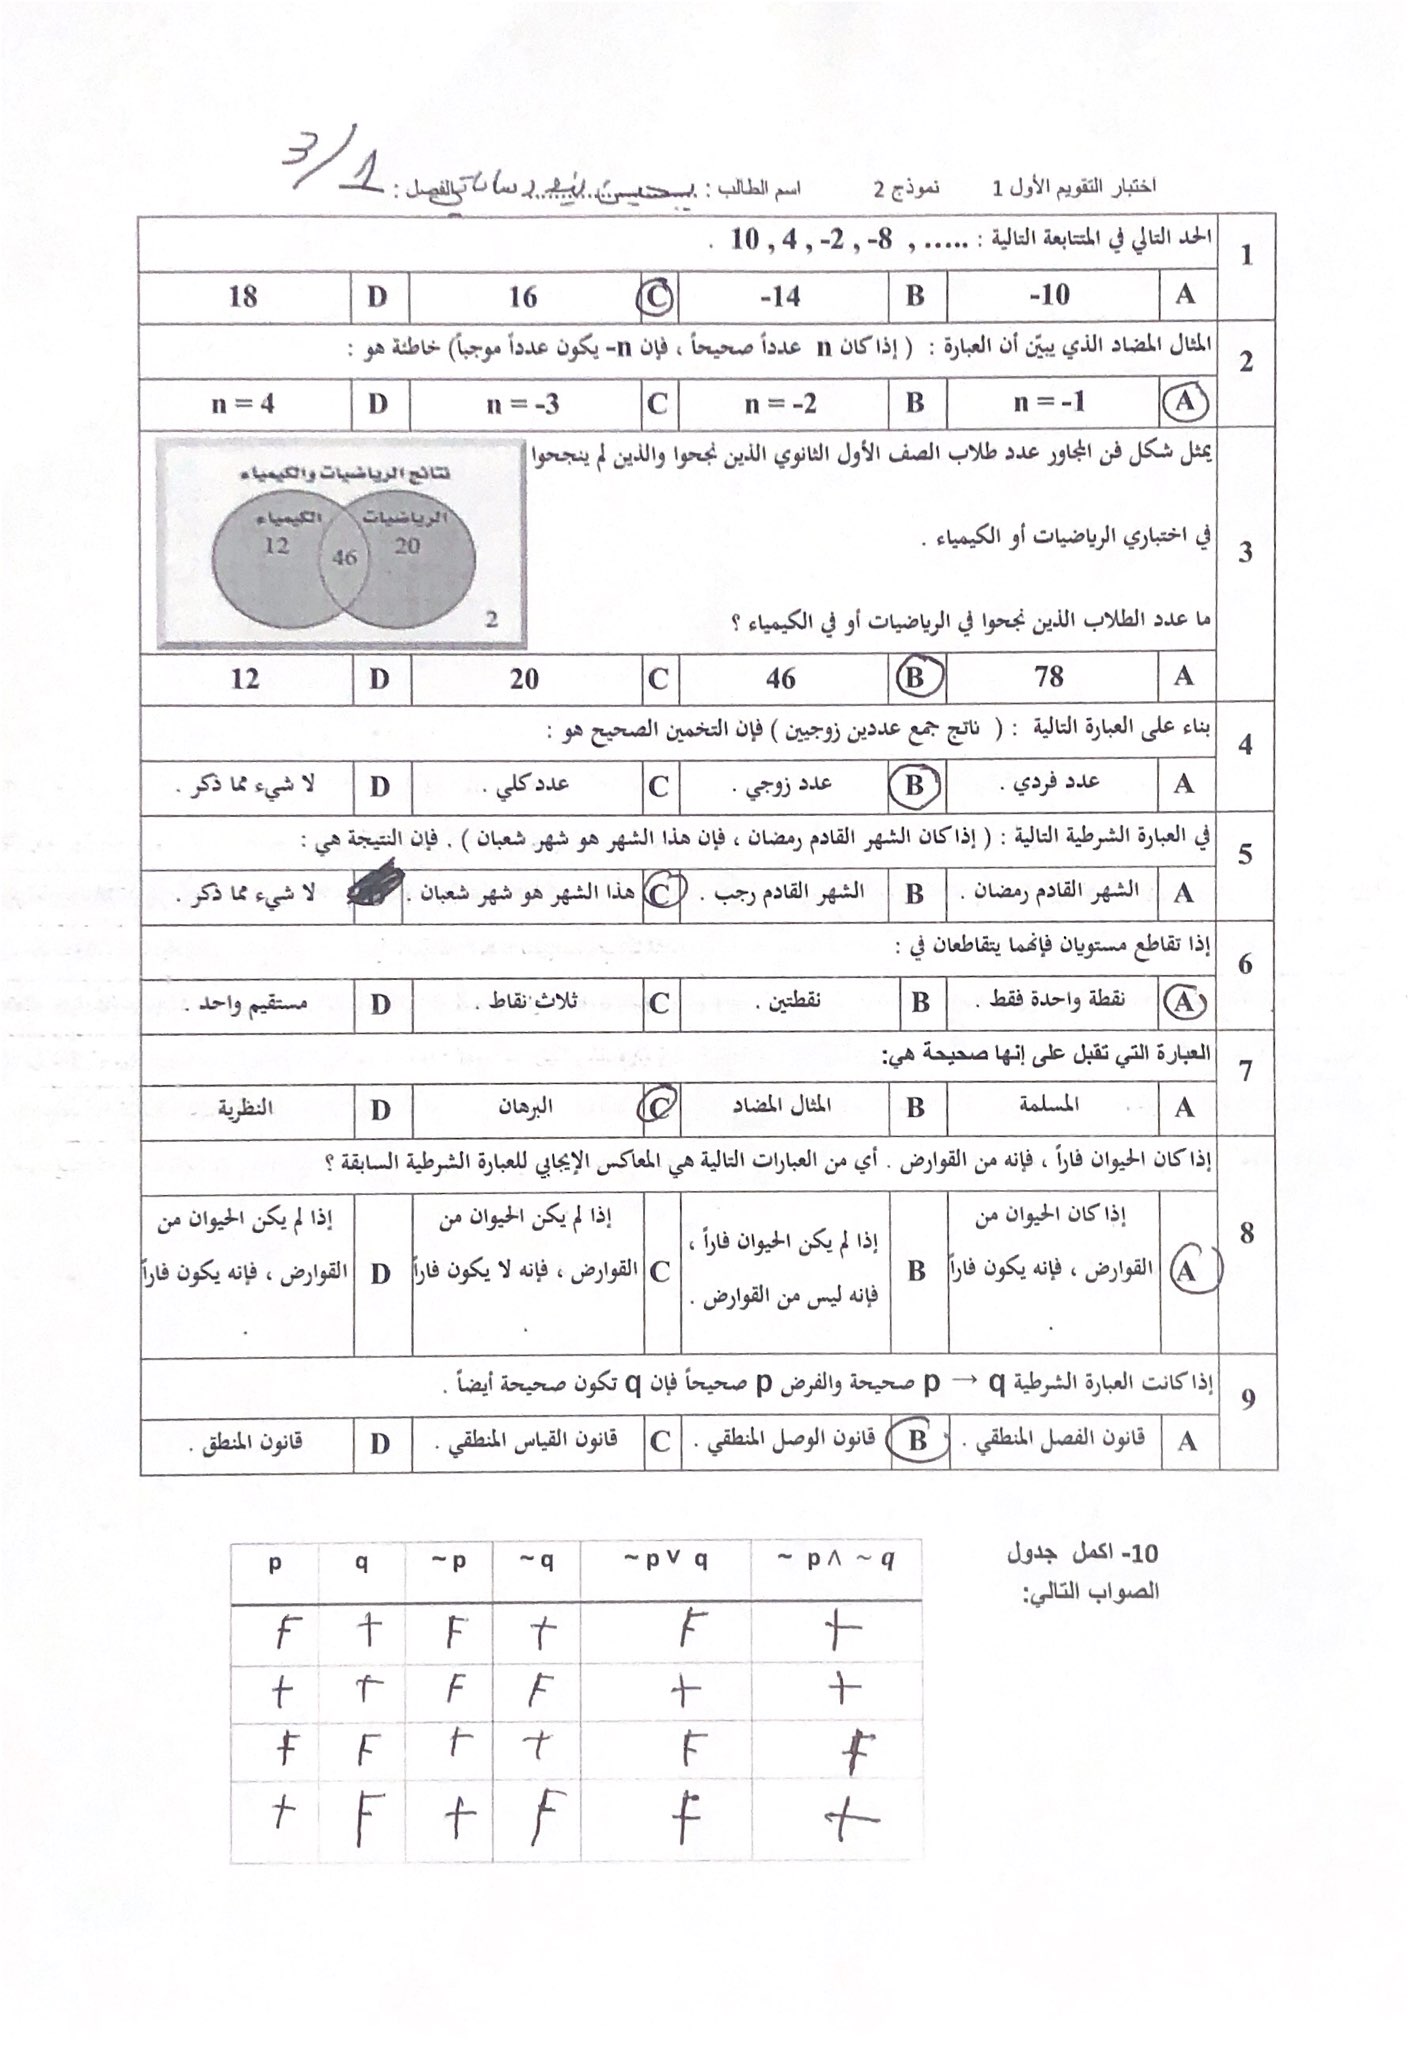 اختبار التقويم الأول 1 نموذج 2 اسم الطالب : الفصل : 3/1
1 الحد التالي في المتتابعة التالية : 10 , 4 , -2 , -8 , ..... .
A -10 B -14 C 16 D 18
2 المثال المضاد الذي يبيّن أن العبارة : ( إذا كان n عدداً صحيحاً ، فإن n- يكون عدداً موجباً) خاطئة هو :
A n = -1 B n = -2 C n = -3 D n = 4
3 يمثل شكل فن المجاور عدد طلاب الصف الأول الثانوي الذين نجحوا والذين لم ينجحوا
في اختباري الرياضيات أو الكيمياء .
ما عدد الطلاب الذين نجحوا في الرياضيات أو في الكيمياء ؟
نتائج الرياضيات والكيمياء
الرياضيات الكيمياء
20 46 12
2
A 78 B 46 C 20 D 12
4 بناء على العبارة التالية : ( ناتج جمع عددين زوجيين ) فإن التخمين الصحيح هو :
A عدد فردي . B عدد زوجي . C عدد كلي . D لا شيء مما ذكر .
5 في العبارة الشرطية التالية : ( إذا كان الشهر القادم رمضان ، فإن هذا الشهر هو شهر شعبان ) . فإن النتيجة هي :
A الشهر القادم رمضان . B الشهر القادم رجب . C هذا الشهر هو شهر شعبان . لا شيء مما ذكر .
6 إذا تقاطع مستويان فإنهما يتقاطعان في :
A نقطة واحدة فقط . B نقطتين . C ثلاث نقاط . D مستقيم واحد .
7 العبارة التي تقبل على إنها صحيحة هي:
A المسلمة B المثال المضاد C البرهان D النظرية
8 إذا كان الحيوان فاراً ، فإنه من القوارض . أي من العبارات التالية هي المعاكس الإيجابي للعبارة الشرطية السابقة ؟
A إذا كان الحيوان من القوارض ، فإنه يكون فاراً .
B إذا لم يكن الحيوان فاراً ، فإنه ليس من القوارض .
C إذا لم يكن الحيوان من القوارض ، فإنه لا يكون فاراً .
D إذا لم يكن الحيوان من القوارض ، فإنه يكون فاراً .
9 إذا كانت العبارة الشرطية p → q صحيحة والفرض p صحيحاً فإن q تكون صحيحة أيضاً .
A قانون الفصل المنطقي . B قانون الوصل المنطقي . C قانون القياس المنطقي . D قانون المنطق .
10- اكمل جدول
الصواب التالي:
p q ~p ~q ~p ∨ q ~ p ∧ ~ q
F t F t F t
t t F F t t
F F t t F F
t F t F F t